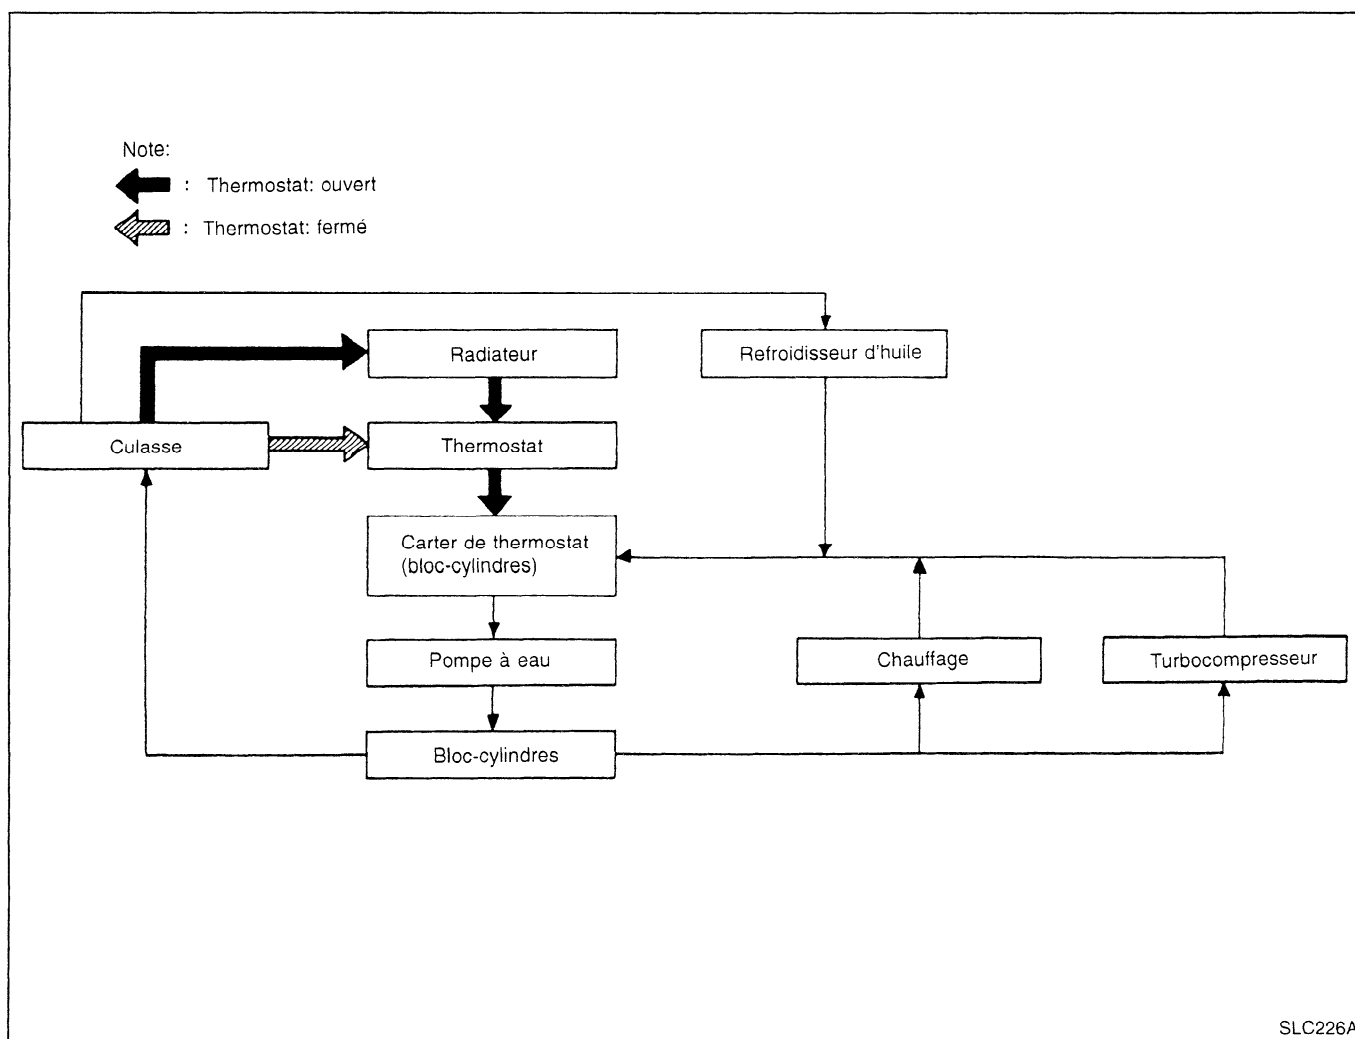 Note:
: Thermostat: ouvert
: Thermostat: fermé
Radiateur
Refroidisseur d'huile
Culasse
Thermostat
Carter de thermostat
(bloc-cylindres)
Pompe à eau
Chauffage
Turbocompresseur
Bloc-cylindres
SLC226A